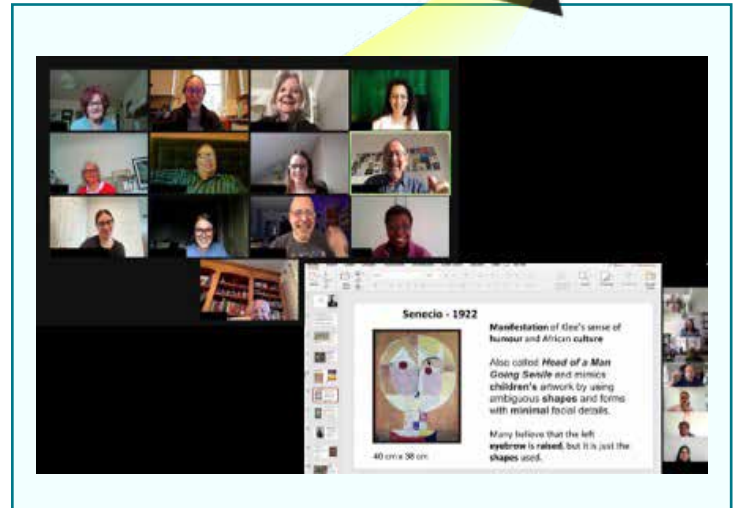 Senecio - 1922
Manifestation of Klee's sense of
humour and African culture
Also called Head of a Man
Going Senile and mimics
children's artwork by using
ambiguous shapes and forms
with minimal facial details.
Many believe that the left
eyebrow is raised, but it is just the
shapes used.
40 cm x 38 cm